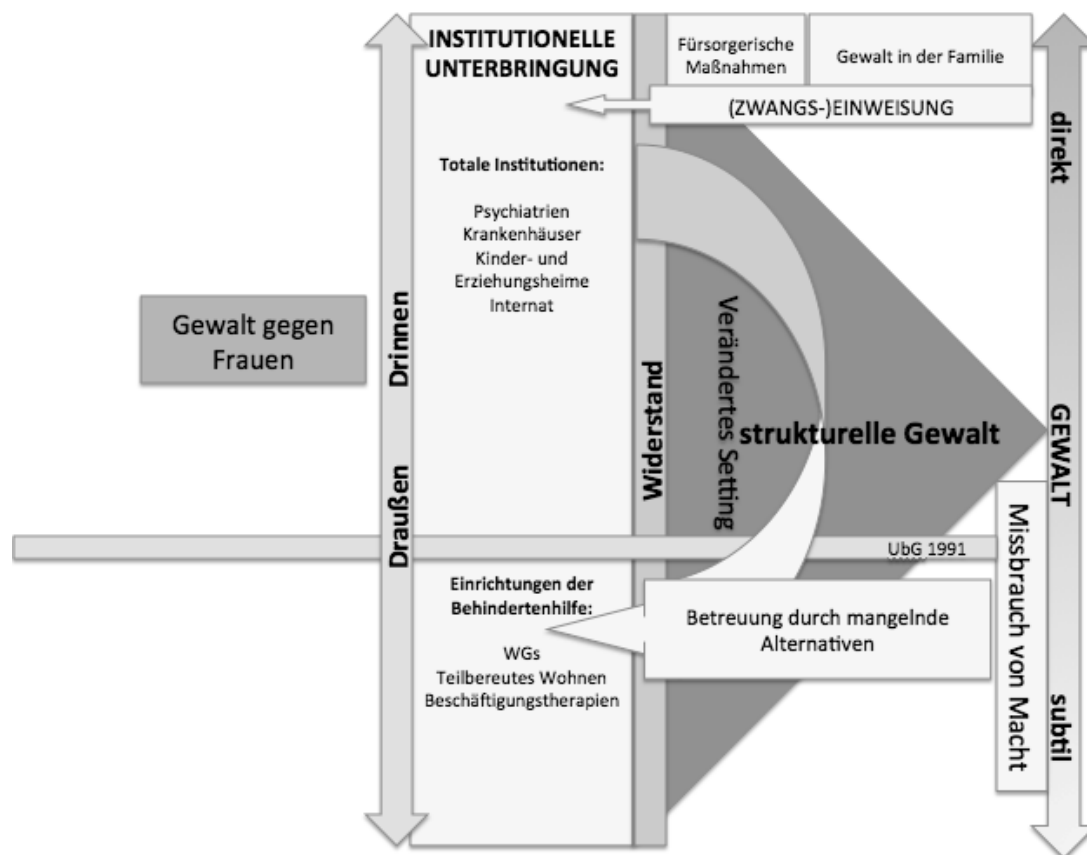 INSTITUTIONELLE
UNTERBRINGUNG
Fürsorgerische
Maßnahmen
Gewalt in der Familie
(ZWANGS-)EINWEISUNG
direkt
Totale Institutionen:
Psychiatrien
Krankenhäuser
Kinder- und
Erziehungsheime
Internat
Gewalt gegen
Frauen
Drinnen
Draußen
Widerstand
Verändertes Setting
strukturelle Gewalt
GEWALT
UbG 1991
Missbrauch von Macht
Einrichtungen der
Behindertenhilfe:
WGs
Teilbereutes Wohnen
Beschäftigungstherapien
Betreuung durch mangelnde
Alternativen
subtil